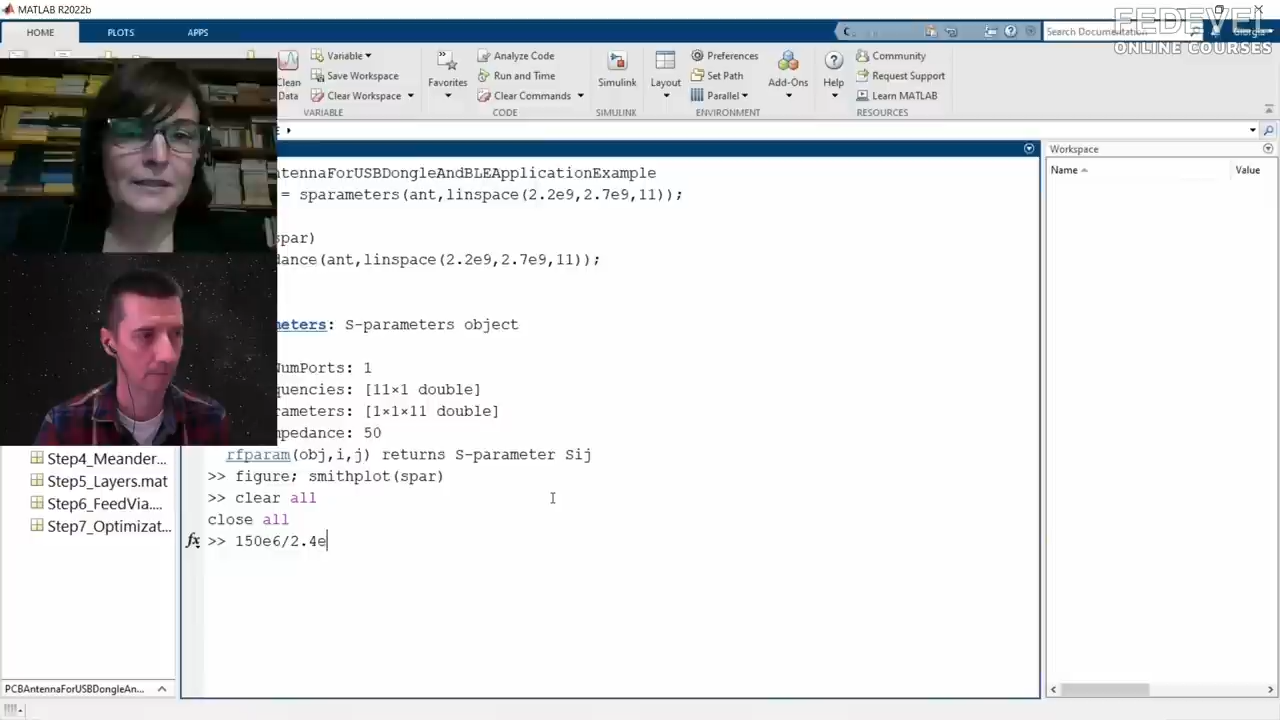 MATLAB R2022b
FEDEVEL
ONLINE COURSES
HOME PLOTS APPS
Search Documentation
Variable Analyze Code Preferences Community
Save Workspace Run and Time Set Path Request Support
Clean Data Clear Workspace Favorites Clear Commands Simulink Layout Parallel Add-Ons Help Learn MATLAB
VARIABLE CODE SIMULINK ENVIRONMENT RESOURCES
Workspace
Name Value
tennaForUSBDongleAndBLEApplicationExample
= sparameters(ant,linspace(2.2e9,2.7e9,11));
spar)
dance(ant,linspace(2.2e9,2.7e9,11));
meters: S-parameters object
NumPorts: 1
quencies: [11×1 double]
rameters: [1×1×11 double]
mpedance: 50
rfparam(obj,i,j) returns S-parameter Sij
>> figure; smithplot(spar)
>> clear all
close all
fx >> 150e6/2.4e
Step4_Meander...
Step5_Layers.mat
Step6_FeedVia....
Step7_Optimizat...
PCBAntennaForUSBDongleAn...